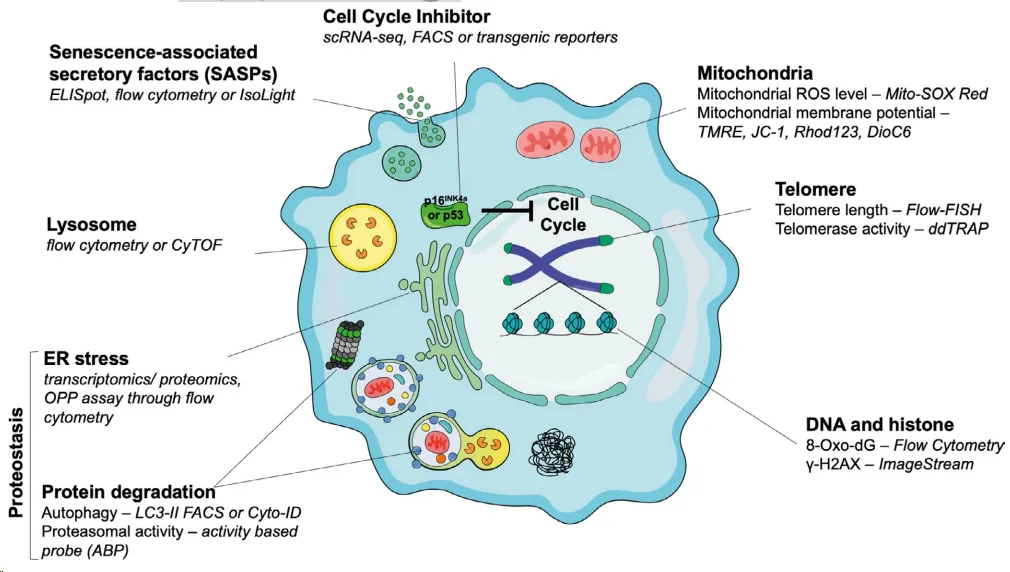 Cell Cycle Inhibitor
scRNA-seq, FACS or transgenic reporters
Senescence-associated
secretory factors (SASPs)
ELISpot, flow cytometry or IsoLight
Mitochondria
Mitochondrial ROS level – Mito-SOX Red
Mitochondrial membrane potential –
TMRE, JC-1, Rhod123, DioC6
Telomere
Telomere length – Flow-FISH
Telomerase activity – ddTRAP
p16INK4a
or p53
Cell
Cycle
Lysosome
flow cytometry or CyTOF
Proteostasis
ER stress
transcriptomics/ proteomics,
OPP assay through flow
cytometry
DNA and histone
8-Oxo-dG – Flow Cytometry
γ-H2AX – ImageStream
Protein degradation
Autophagy – LC3-II FACS or Cyto-ID
Proteasomal activity – activity based
probe (ABP)